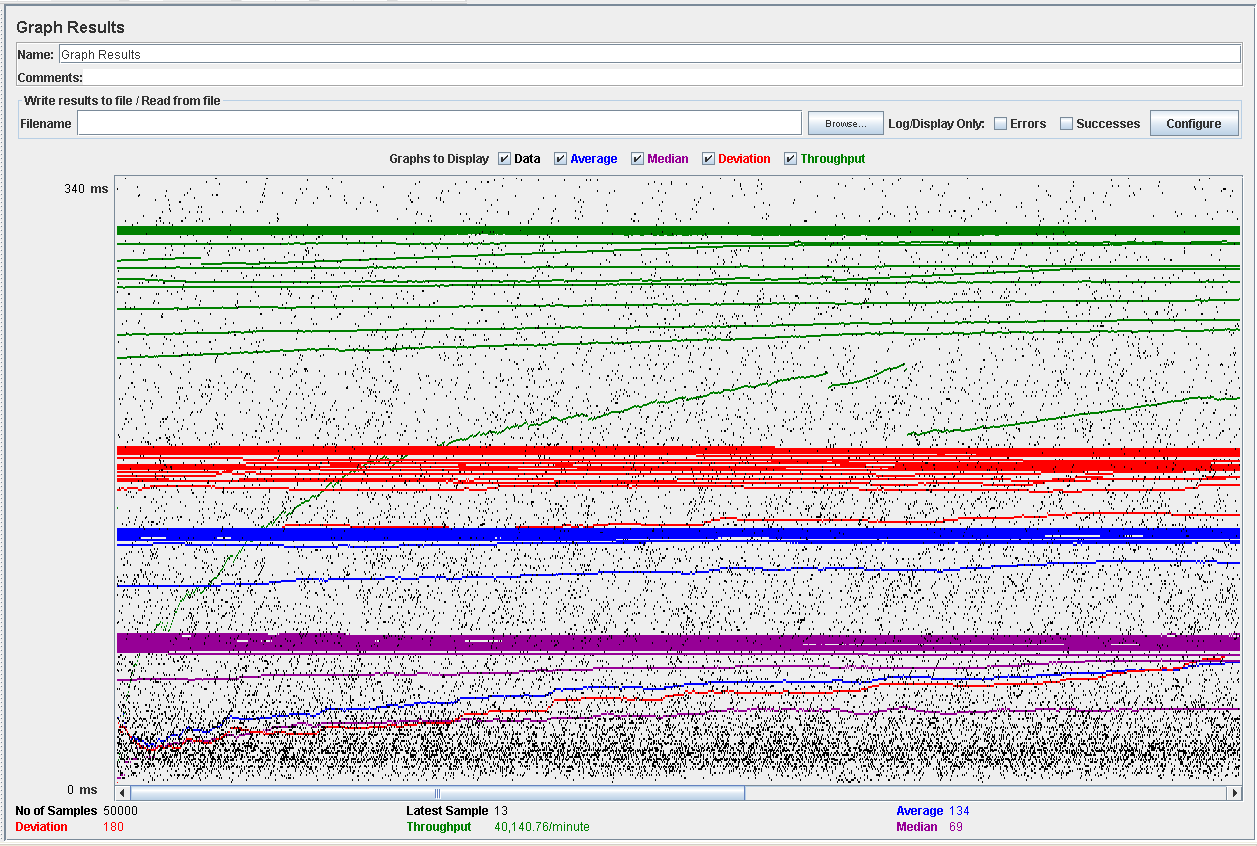 Graph Results
Name: Graph Results
Comments:
Write results to file / Read from file
Filename Browse... Log/Display Only: Errors Successes Configure
Graphs to Display Data Average Median Deviation Throughput
340 ms
0 ms
No of Samples 50000 Latest Sample 13 Average 134
Deviation 180 Throughput 40,140.76/minute Median 69